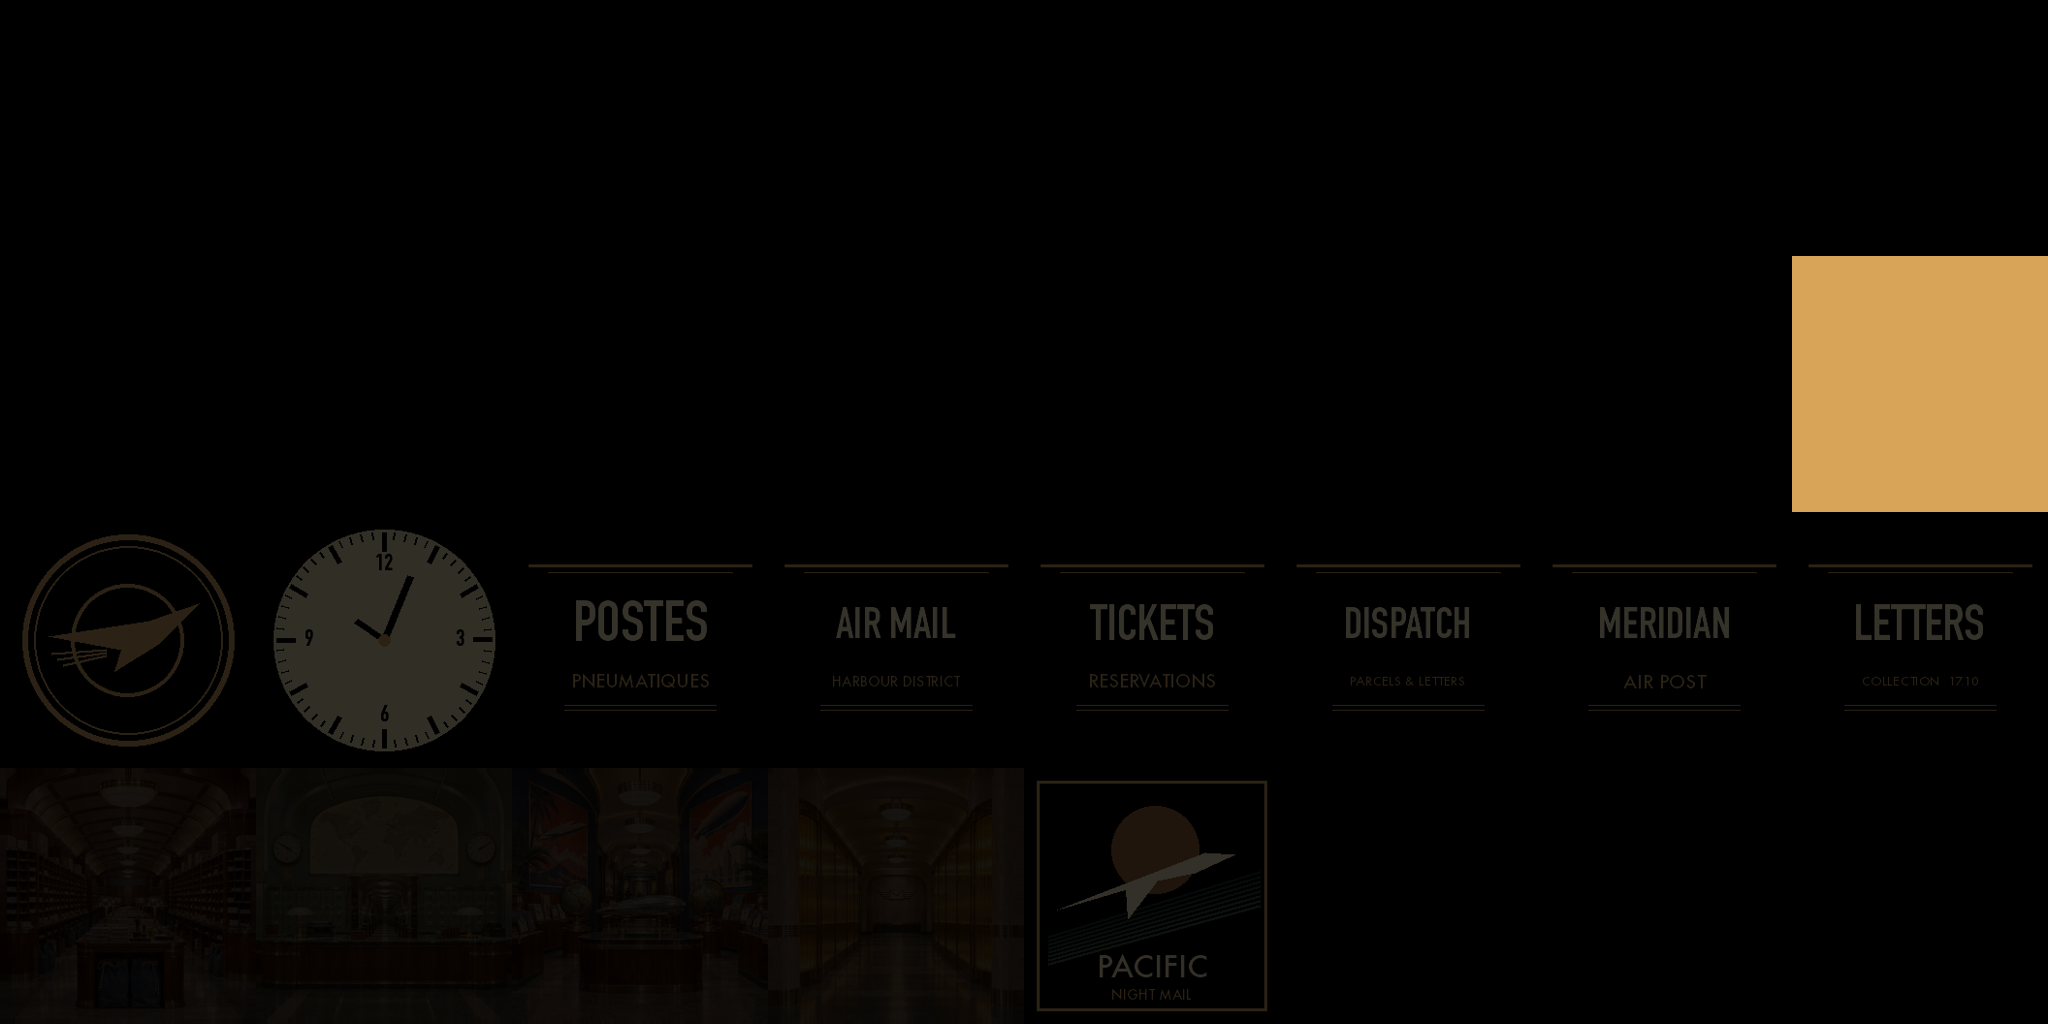 12
9
3
6
POSTES
PNEUMATIQUES
AIR MAIL
HARBOUR DISTRICT
TICKETS
RESERVATIONS
DISPATCH
PARCELS & LETTERS
MERIDIAN
AIR POST
LETTERS
COLLECTION 17.10
PACIFIC
NIGHT MAIL